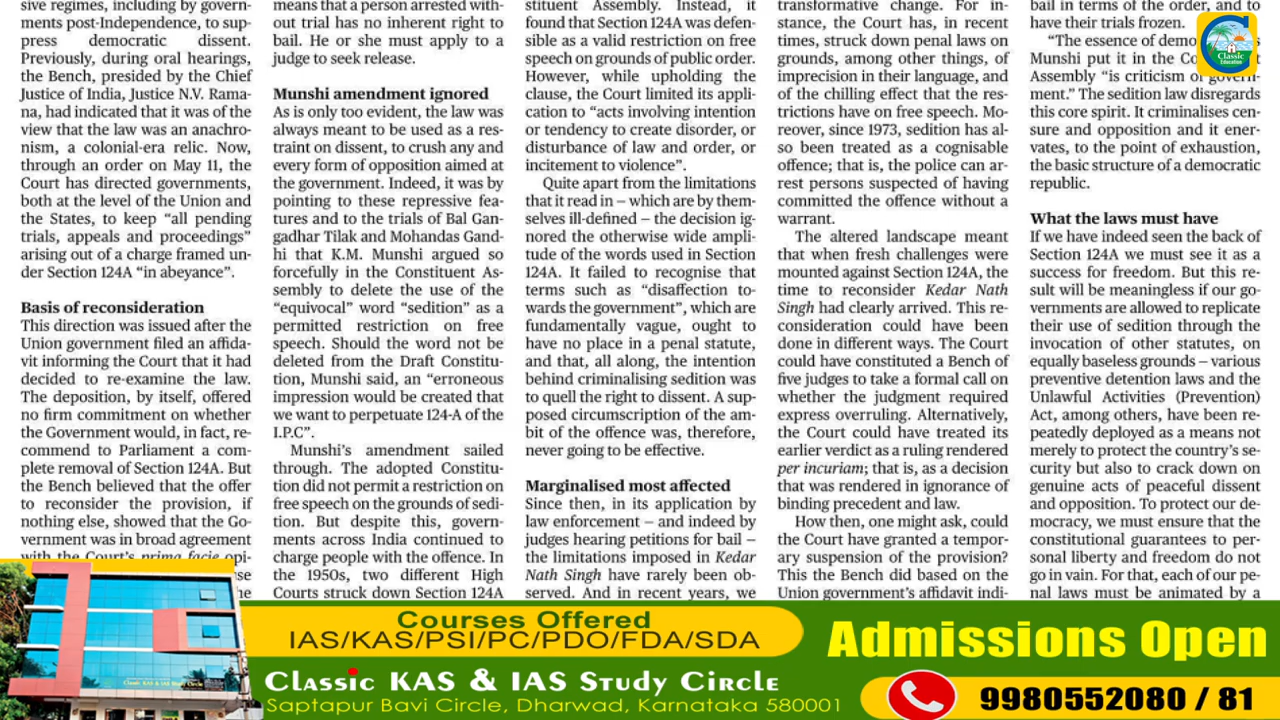 sive regimes, including by govern-
ments post-Independence, to sup-
press democratic dissent.
Previously, during oral hearings,
the Bench, presided by the Chief
Justice of India, Justice N.V. Rama-
na, had indicated that it was of the
view that the law was an anachro-
nism, a colonial-era relic. Now,
through an order on May 11, the
Court has directed governments,
both at the level of the Union and
the States, to keep “all pending
trials, appeals and proceedings”
arising out of a charge framed un-
der Section 124A “in abeyance”.
Basis of reconsideration
This direction was issued after the
Union government filed an affida-
vit informing the Court that it had
decided to re-examine the law.
The deposition, by itself, offered
no firm commitment on whether
the Government would, in fact, re-
commend to Parliament a com-
plete removal of Section 124A. But
the Bench believed that the offer
to reconsider the provision, if
nothing else, showed that the Go-
vernment was in broad agreement
with the Court’s prima facie opi-
means that a person arrested with-
out trial has no inherent right to
bail. He or she must apply to a
judge to seek release.
Munshi amendment ignored
As is only too evident, the law was
always meant to be used as a res-
traint on dissent, to crush any and
every form of opposition aimed at
the government. Indeed, it was by
pointing to these repressive fea-
tures and to the trials of Bal Gan-
gadhar Tilak and Mohandas Gand-
hi that K.M. Munshi argued so
forcefully in the Constituent As-
sembly to delete the use of the
“equivocal” word “sedition” as a
permitted restriction on free
speech. Should the word not be
deleted from the Draft Constitu-
tion, Munshi said, an “erroneous
impression would be created that
we want to perpetuate 124-A of the
I.P.C”.
Munshi’s amendment sailed
through. The adopted Constitu-
tion did not permit a restriction on
free speech on the grounds of sedi-
tion. But despite this, govern-
ments across India continued to
charge people with the offence. In
the 1950s, two different High
Courts struck down Section 124A
stituent Assembly. Instead, it
found that Section 124A was defen-
sible as a valid restriction on free
speech on grounds of public order.
However, while upholding the
clause, the Court limited its appli-
cation to “acts involving intention
or tendency to create disorder, or
disturbance of law and order, or
incitement to violence”.
Quite apart from the limitations
that it read in – which are by them-
selves ill-defined – the decision ig-
nored the otherwise wide ampli-
tude of the words used in Section
124A. It failed to recognise that
terms such as “disaffection to-
wards the government”, which are
fundamentally vague, ought to
have no place in a penal statute,
and that, all along, the intention
behind criminalising sedition was
to quell the right to dissent. A sup-
posed circumscription of the am-
bit of the offence was, therefore,
never going to be effective.
Marginalised most affected
Since then, in its application by
law enforcement – and indeed by
judges hearing petitions for bail –
the limitations imposed in Kedar
Nath Singh have rarely been ob-
served. And in recent years, we
transformative change. For in-
stance, the Court has, in recent
times, struck down penal laws on
grounds, among other things, of
imprecision in their language, and
of the chilling effect that the res-
trictions have on free speech. Mo-
reover, since 1973, sedition has al-
so been treated as a cognisable
offence; that is, the police can ar-
rest persons suspected of having
committed the offence without a
warrant.
The altered landscape meant
that when fresh challenges were
mounted against Section 124A, the
time to reconsider Kedar Nath
Singh had clearly arrived. This re-
consideration could have been
done in different ways. The Court
could have constituted a Bench of
five judges to take a formal call on
whether the judgment required
express overruling. Alternatively,
the Court could have treated its
earlier verdict as a ruling rendered
per incuriam; that is, as a decision
that was rendered in ignorance of
binding precedent and law.
How then, one might ask, could
the Court have granted a tempor-
ary suspension of the provision?
This the Bench did based on the
Union government’s affidavit indi-
bail in terms of the order, and to
have their trials frozen.
“The essence of demo
Munshi put it in the Co
Assembly “is criticism of govern-
ment.” The sedition law disregards
this core spirit. It criminalises cen-
sure and opposition and it ener-
vates, to the point of exhaustion,
the basic structure of a democratic
republic.
What the laws must have
If we have indeed seen the back of
Section 124A we must see it as a
success for freedom. But this re-
sult will be meaningless if our go-
vernments are allowed to replicate
their use of sedition through the
invocation of other statutes, on
equally baseless grounds – various
preventive detention laws and the
Unlawful Activities (Prevention)
Act, among others, have been re-
peatedly deployed as a means not
merely to protect the country’s se-
curity but also to crack down on
genuine acts of peaceful dissent
and opposition. To protect our de-
mocracy, we must ensure that the
constitutional guarantees to per-
sonal liberty and freedom do not
go in vain. For that, each of our pe-
nal laws must be animated by a
Classic
Education
Courses Offered
IAS/KAS/PSI/PC/PDO/FDA/SDA
Classic KAS & IAS Study Circle
Saptapur Bavi Circle, Dharwad, Karnataka 580001
Admissions Open
9980552080 / 81